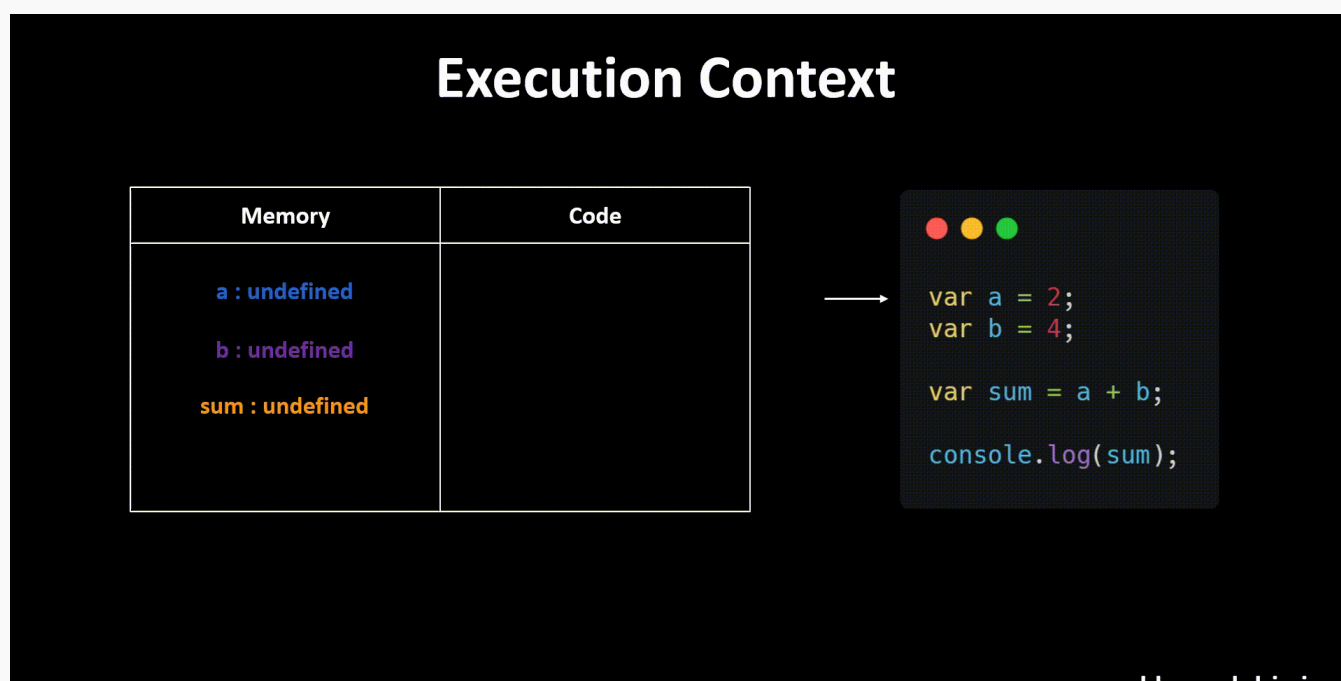 Execution Context
Memory
Code
a : undefined
b : undefined
sum : undefined
var a = 2;
var b = 4;
var sum = a + b;
console.log(sum);